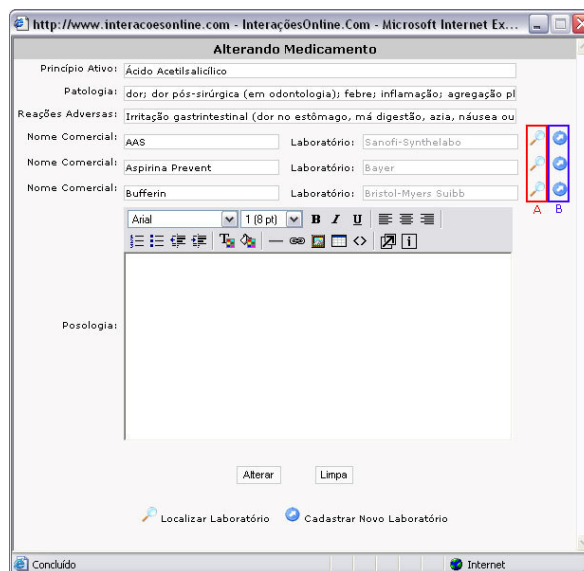 http://www.interacoesonline.com - InteraçõesOnline.Com - Microsoft Internet Ex...
Alterando Medicamento
Princípio Ativo: Ácido Acetilsalicílico
Patologia: dor; dor pós-sirúrgica (em odontologia); febre; inflamação; agregação pl
Reações Adversas: Irritação gastrintestinal (dor no estômago, má digestão, azia, náusea ou
Nome Comercial: AAS Laboratório: Sanofi-Synthelabo
Nome Comercial: Aspirina Prevent Laboratório: Bayer
Nome Comercial: Bufferin Laboratório: Bristol-Myers Suibb
A B
Arial 1 (8 pt) B I U
Posologia:
Alterar Limpa
Localizar Laboratório Cadastrar Novo Laboratório
Concluído Internet